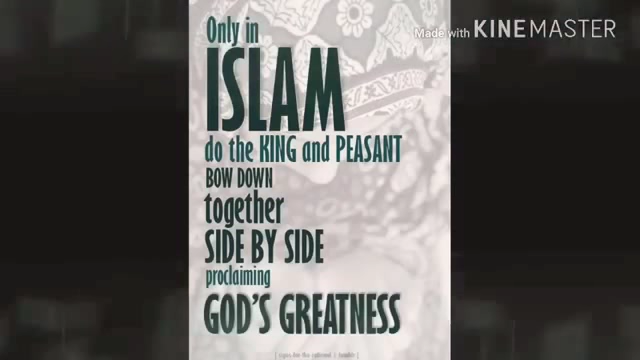 Made with KINEMASTER
Only in
ISLAM
do the KING and PEASANT
BOW DOWN
together
SIDE BY SIDE
proclaiming
GOD'S GREATNESS